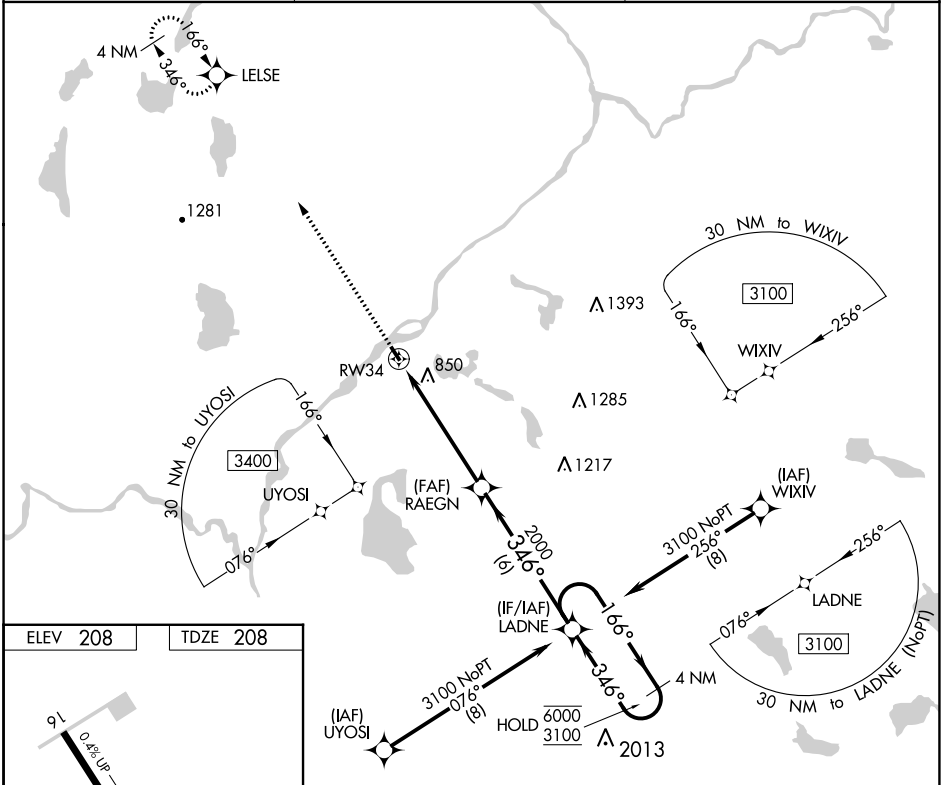 166°
4 NM
346°
LELSE
1281
30 NM to WIXIV
3100
166°
256°
WIXIV
1393
RW34
850
1285
1217
30 NM to UYOSI
166°
3400
UYOSI
076°
(FAF)
RAEGN
2000
346°
(6)
(IAF)
WIXIV
3100 NoPT
256°
(8)
(IF/IAF)
LADNE
166°
346°
4 NM
HOLD 6000
3100
2013
256°
LADNE
076°
3100
30 NM to LADNE (NoPT)
3100 NoPT
076°
(8)
(IAF)
UYOSI
ELEV 208
TDZE 208
16
0.4% UP